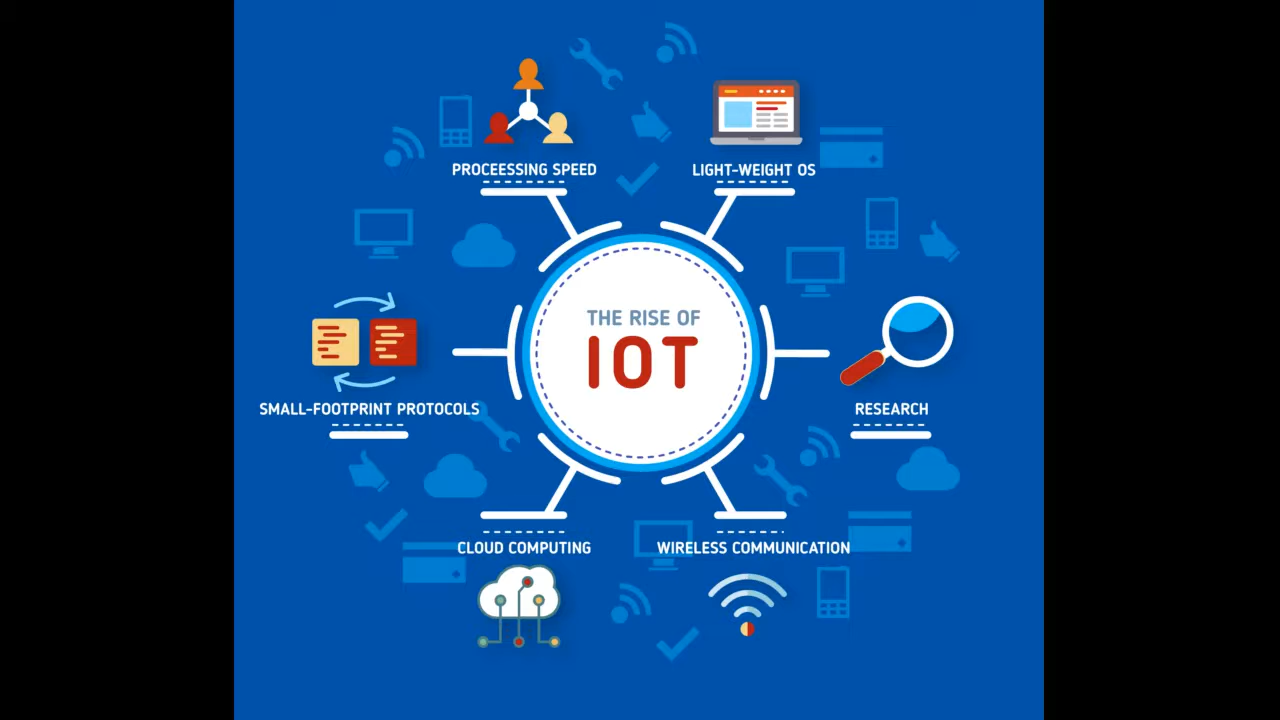 PROCEESSING SPEED
LIGHT-WEIGHT OS
THE RISE OF
IOT
SMALL-FOOTPRINT PROTOCOLS
RESEARCH
CLOUD COMPUTING
WIRELESS COMMUNICATION